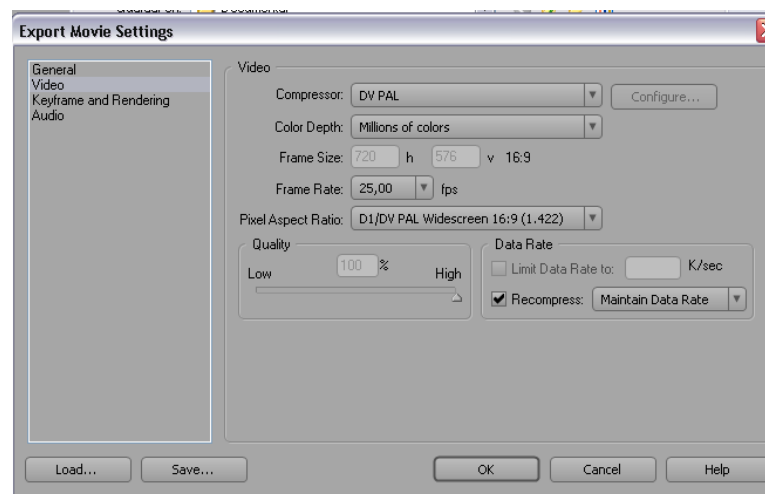 Export Movie Settings
General
Video
Keyframe and Rendering
Audio
Video
Compressor: DV PAL Configure...
Color Depth: Millions of colors
Frame Size: 720 h 576 v 16:9
Frame Rate: 25,00 fps
Pixel Aspect Ratio: D1/DV PAL Widescreen 16:9 (1.422)
Quality
100 %
Low High
Data Rate
Limit Data Rate to: K/sec
Recompress: Maintain Data Rate
Load... Save... OK Cancel Help